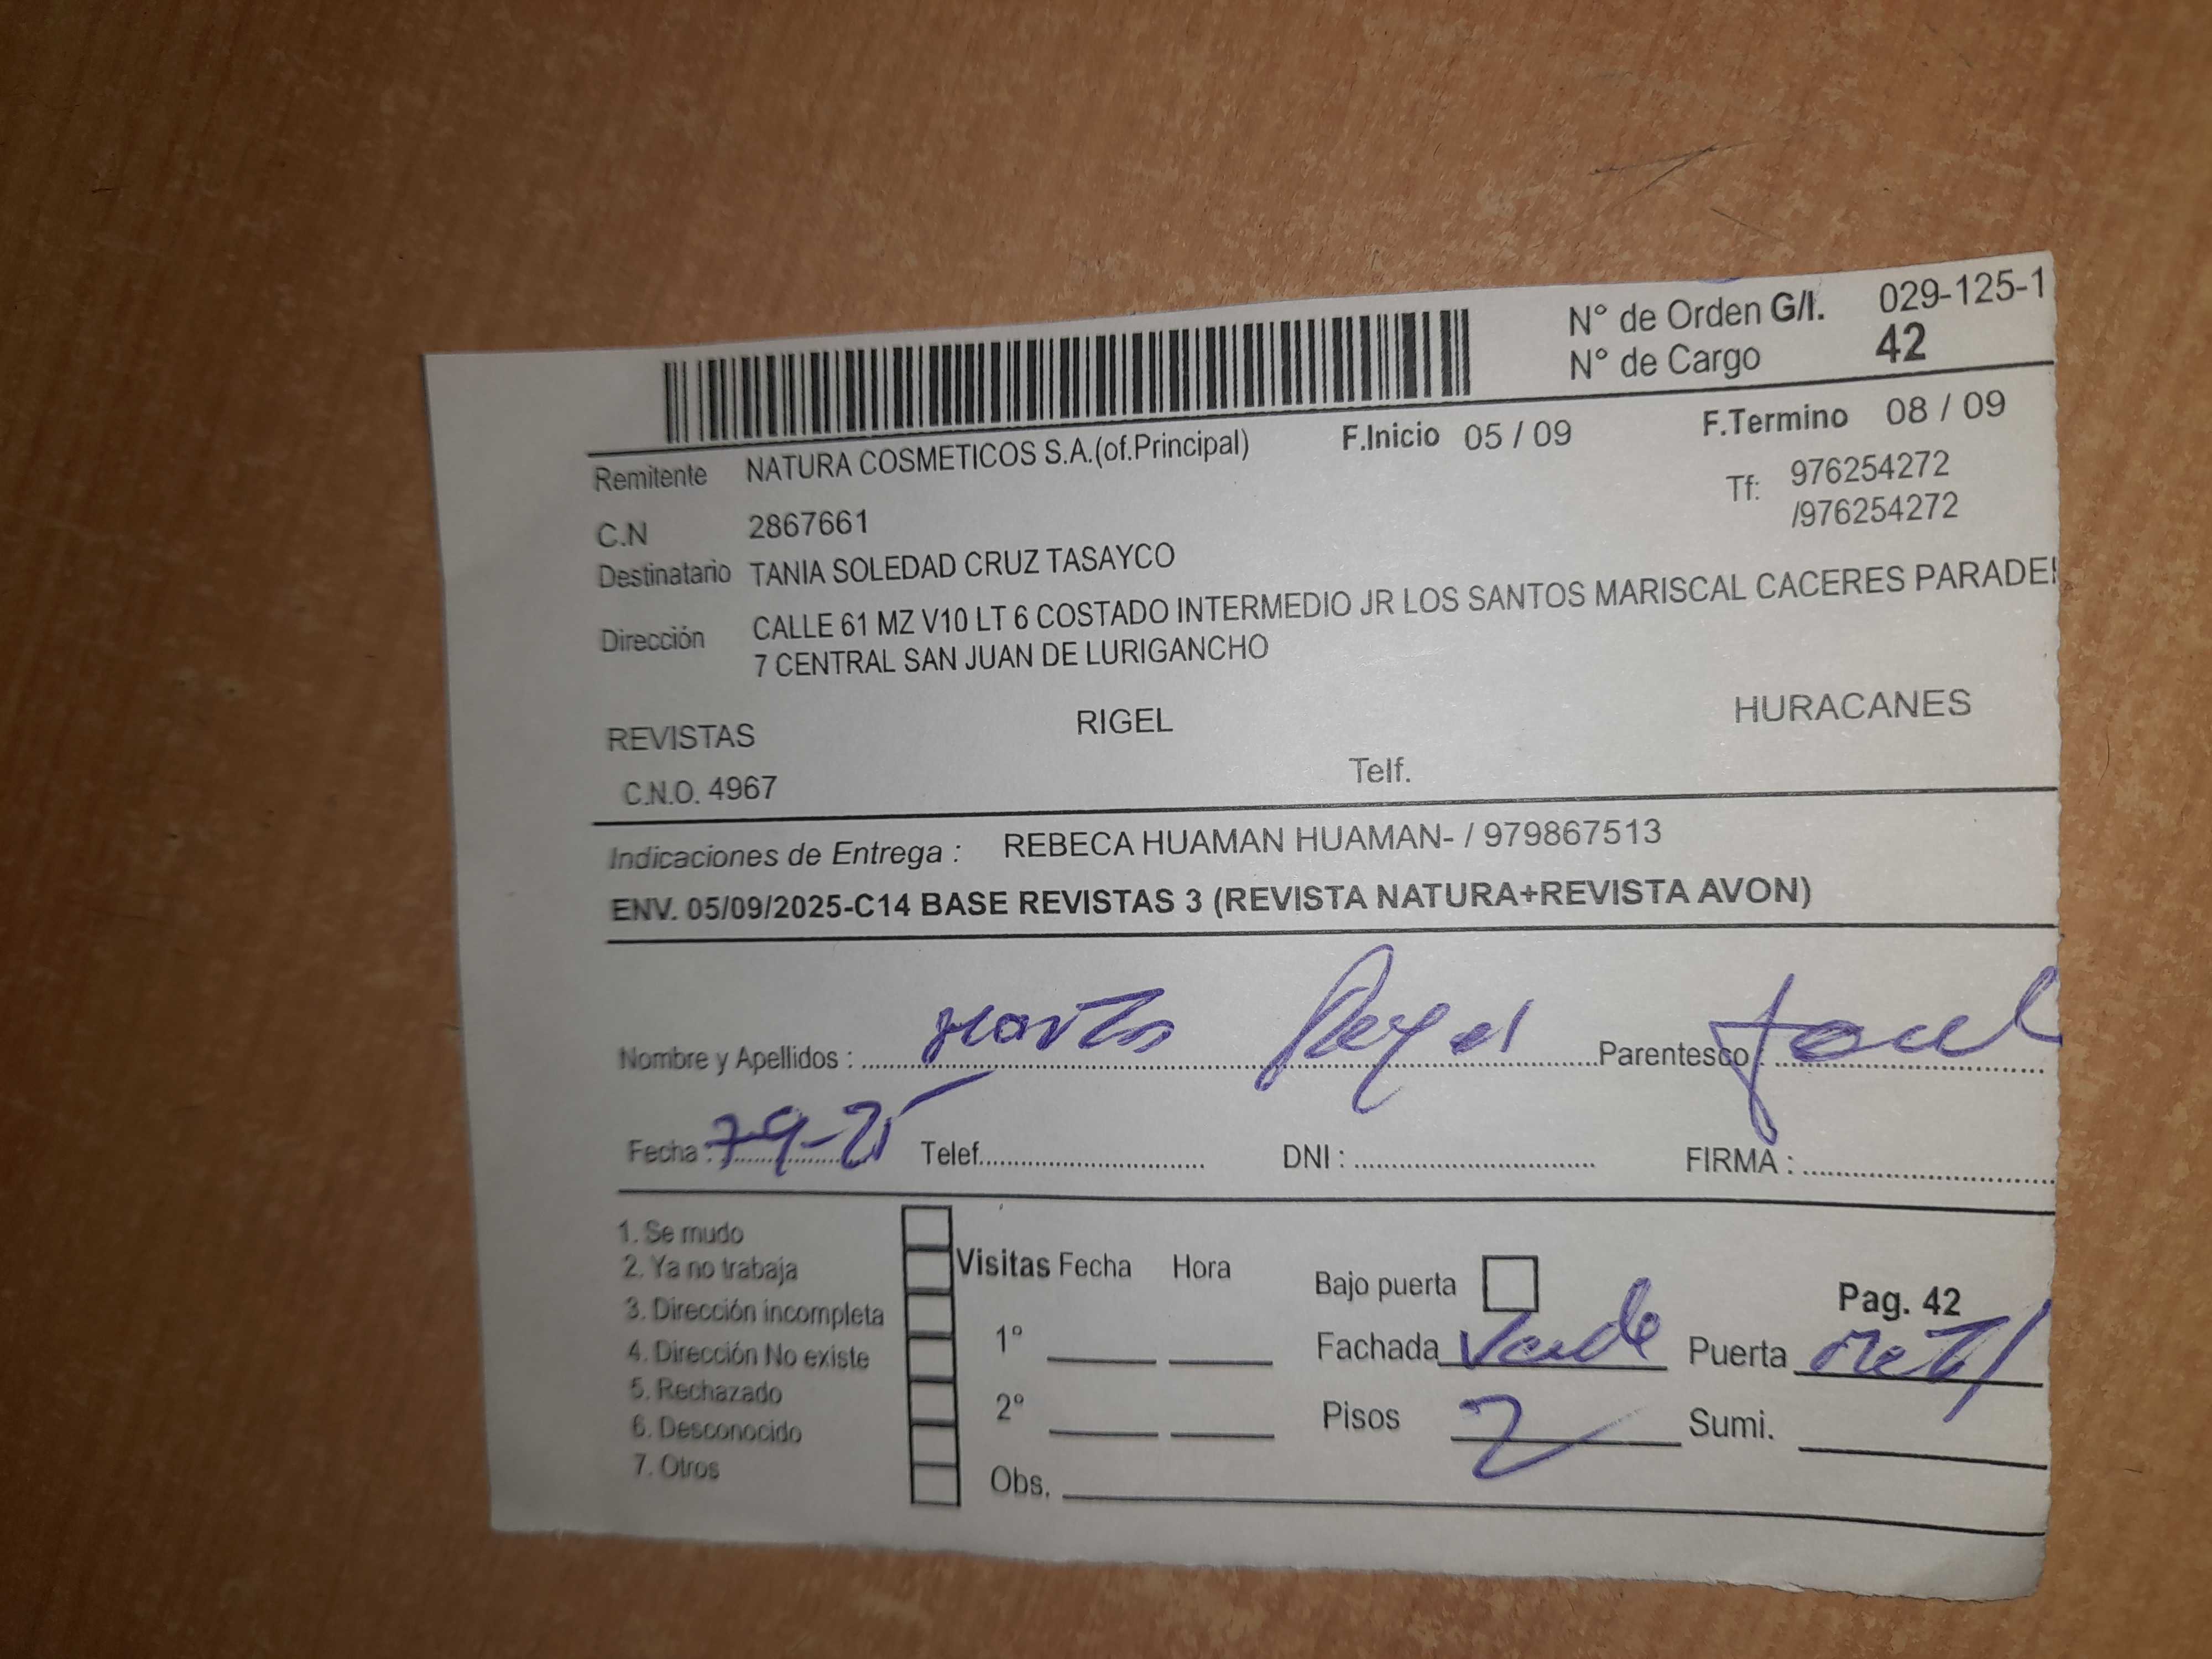 N° de Orden G/I. 029-125-1
N° de Cargo 42
F.Inicio 05 / 09 F.Termino 08 / 09
Remitente NATURA COSMETICOS S.A.(of.Principal)
Tf: 976254272
/976254272
C.N 2867661
Destinatario TANIA SOLEDAD CRUZ TASAYCO
Dirección CALLE 61 MZ V10 LT 6 COSTADO INTERMEDIO JR LOS SANTOS MARISCAL CACERES
7 CENTRAL SAN JUAN DE LURIGANCHO
REVISTAS RIGEL HURACANES
C.N.O. 4967 Telf.
Indicaciones de Entrega : REBECA HUAMAN HUAMAN- / 979867513
ENV. 05/09/2025-C14 BASE REVISTAS 3 (REVISTA NATURA+REVISTA AVON)
Nombre y Apellidos : Parentesco :
Fecha : 7-9-25 Telef. DNI : FIRMA :
1. Se mudo
2. Ya no trabaja
3. Dirección incompleta
4. Dirección No existe
5. Rechazado
6. Desconocido
7. Otros
Visitas Fecha Hora
1°
2°
Obs.
Bajo puerta Pag. 42
Fachada Verde Puerta Metal
Pisos 2 Sumi.